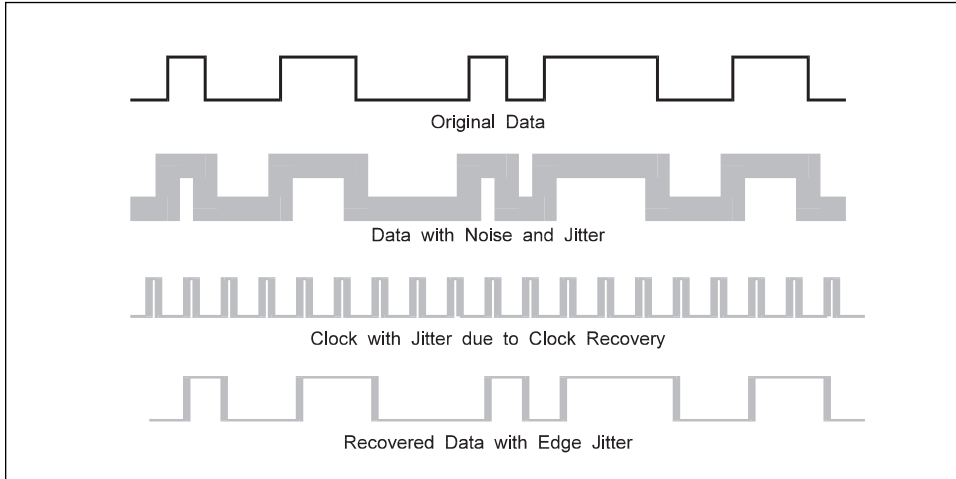 Original Data
Data with Noise and Jitter
Clock with Jitter due to Clock Recovery
Recovered Data with Edge Jitter